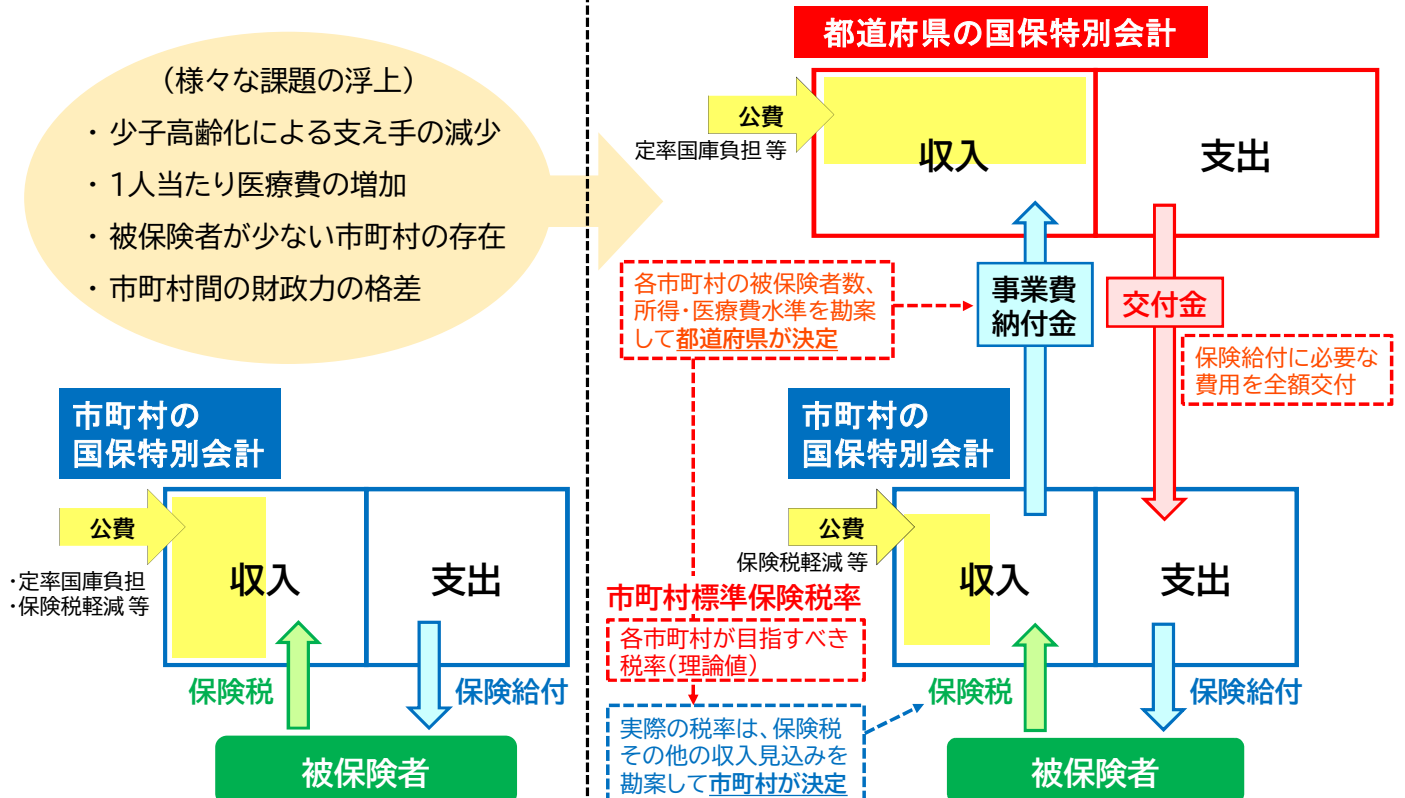 （様々な課題の浮上）
・ 少子高齢化による支え手の減少
・ 1人当たり医療費の増加
・ 被保険者が少ない市町村の存在
・ 市町村間の財政力の格差
市町村の
国保特別会計
公費
・定率国庫負担
・保険税軽減 等
収入
支出
保険税
保険給付
被保険者
都道府県の国保特別会計
公費
定率国庫負担 等
収入
支出
各市町村の被保険者数、
所得・医療費水準を勘案
して都道府県が決定
事業費
納付金
交付金
保険給付に必要な
費用を全額交付
市町村の
国保特別会計
公費
保険税軽減 等
収入
支出
市町村標準保険税率
各市町村が目指すべき
税率（理論値）
保険税
保険給付
実際の税率は、保険税
その他の収入見込みを
勘案して市町村が決定
被保険者